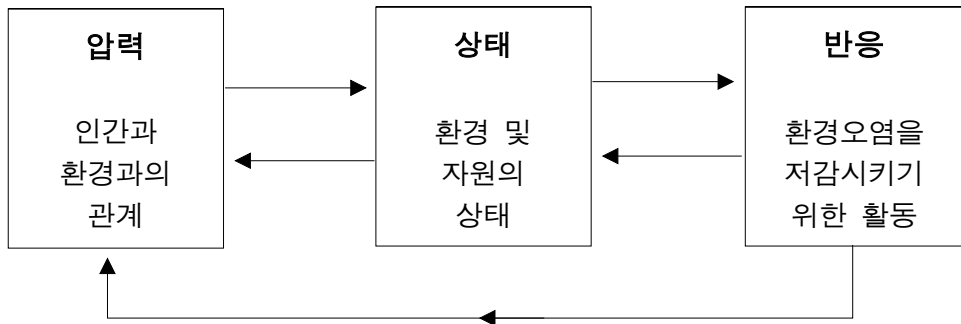 압력
인간과
환경과의
관계
상태
환경 및
자원의
상태
반응
환경오염을
저감시키기
위한 활동